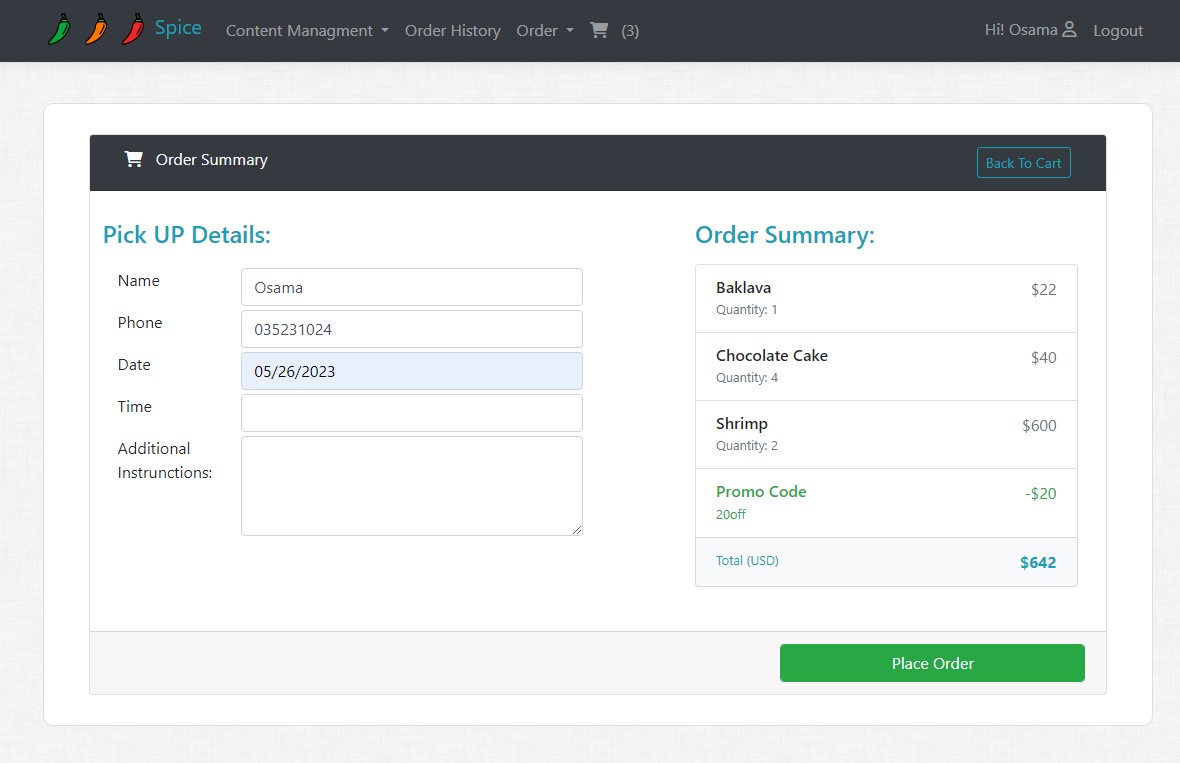 Spice
Content Managment
Order History
Order
(3)
Hi! Osama
Logout
Order Summary
Back To Cart
Pick UP Details:
Name
Osama
Phone
035231024
Date
05/26/2023
Time
Additional
Instrunctions:
Order Summary:
Baklava
$22
Quantity: 1
Chocolate Cake
$40
Quantity: 4
Shrimp
$600
Quantity: 2
Promo Code
-$20
20off
Total (USD)
$642
Place Order